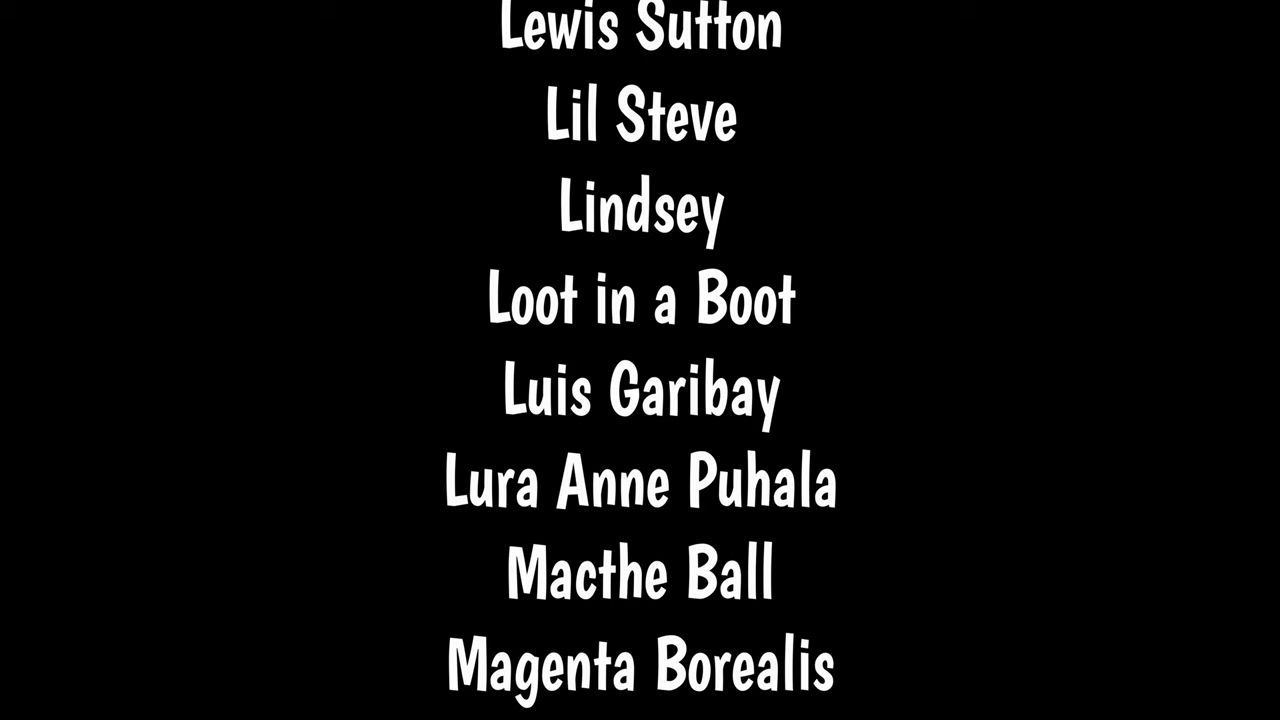 Lewis Sutton
Lil Steve
Lindsey
Loot in a Boot
Luis Garibay
Lura Anne Puhala
Macthe Ball
Magenta Borealis